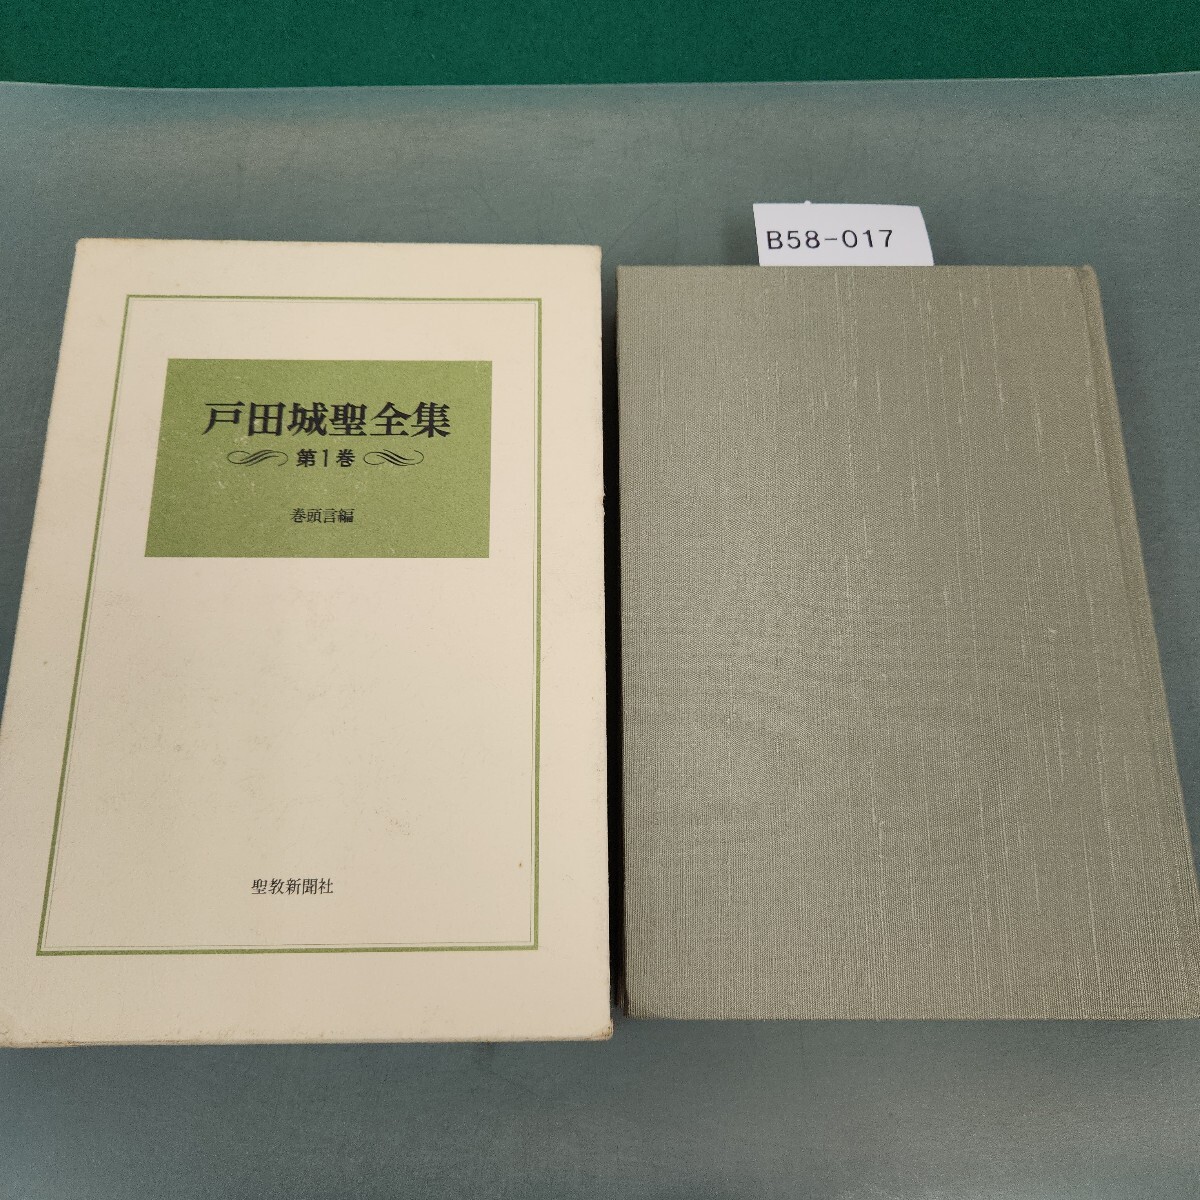 戸田城聖全集
第1巻
巻頭言編
聖教新聞社
B58-017